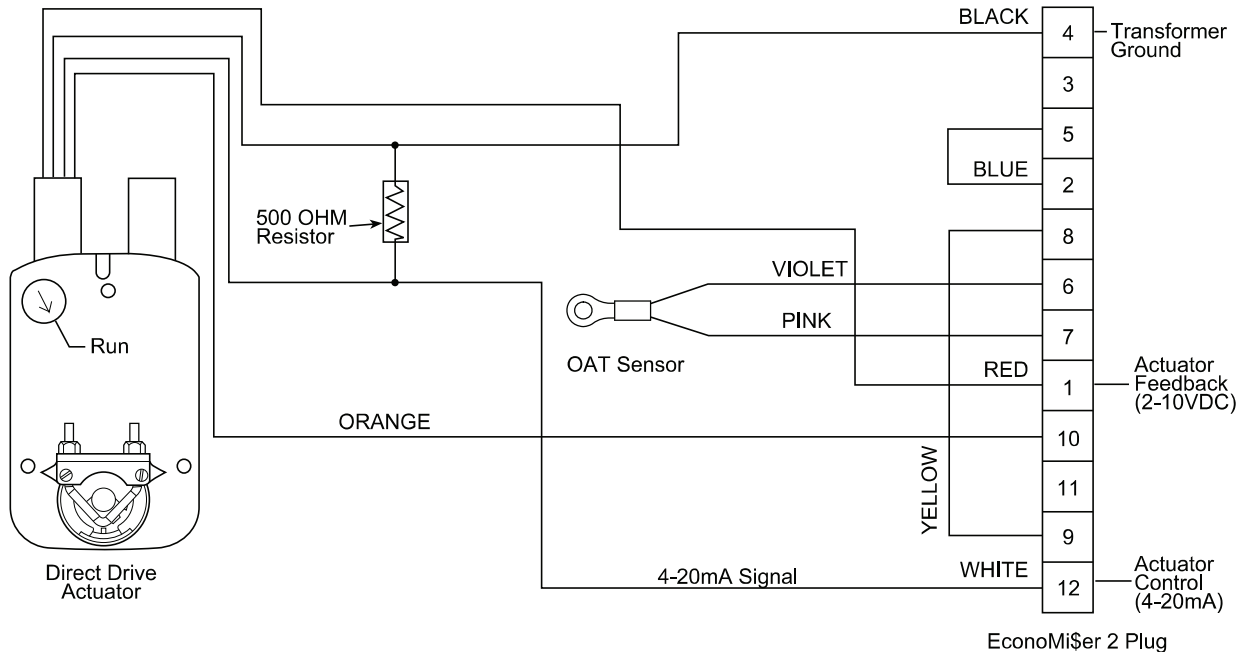 BLACK
4
Transformer
Ground
3
5
BLUE
2
500 OHM
Resistor
8
VIOLET
6
PINK
7
Run
OAT Sensor
RED
1
Actuator
Feedback
(2-10VDC)
ORANGE
10
YELLOW
11
9
Direct Drive
Actuator
4-20mA Signal
WHITE
12
Actuator
Control
(4-20mA)
EconoMi$er 2 Plug